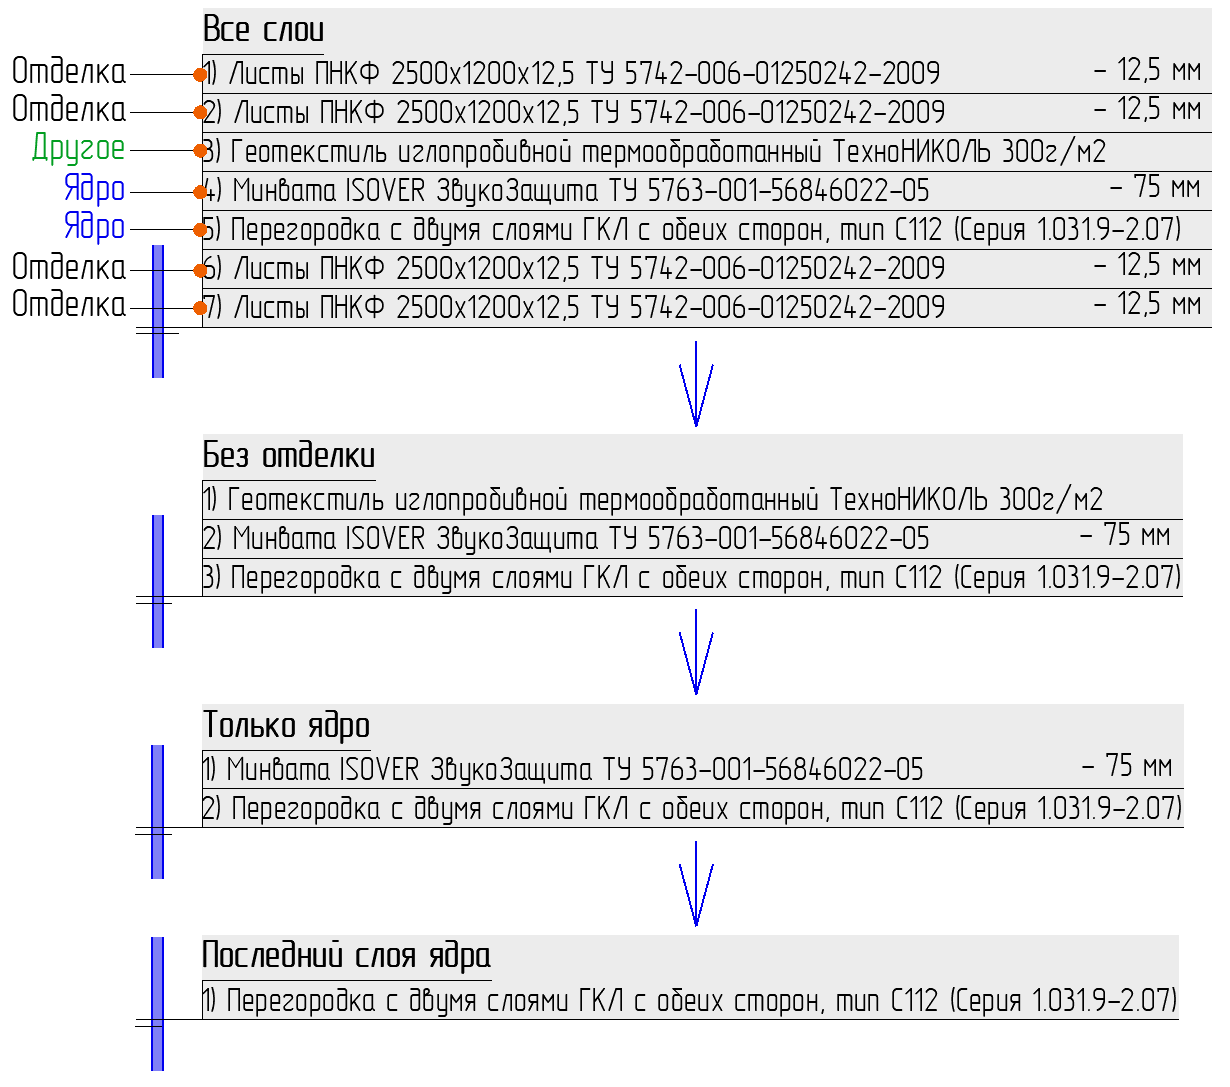 Все слои
Отделка 1) Листы ПНКФ 2500х1200х12,5 ТУ 5742-006-01250242-2009 - 12,5 мм
Отделка 2) Листы ПНКФ 2500х1200х12,5 ТУ 5742-006-01250242-2009 - 12,5 мм
Другое 3) Геотекстиль иглопробивной термообработанный ТехноНИКОЛЬ 300г/м2
Ядро 4) Минвата ISOVER ЗвукоЗащита ТУ 5763-001-56846022-05 - 75 мм
Ядро 5) Перегородка с двумя слоями ГКЛ с обеих сторон, тип С112 (Серия 1.031.9-2.07)
Отделка 6) Листы ПНКФ 2500х1200х12,5 ТУ 5742-006-01250242-2009 - 12,5 мм
Отделка 7) Листы ПНКФ 2500х1200х12,5 ТУ 5742-006-01250242-2009 - 12,5 мм
Без отделки
1) Геотекстиль иглопробивной термообработанный ТехноНИКОЛЬ 300г/м2
2) Минвата ISOVER ЗвукоЗащита ТУ 5763-001-56846022-05 - 75 мм
3) Перегородка с двумя слоями ГКЛ с обеих сторон, тип С112 (Серия 1.031.9-2.07)
Только ядро
1) Минвата ISOVER ЗвукоЗащита ТУ 5763-001-56846022-05 - 75 мм
2) Перегородка с двумя слоями ГКЛ с обеих сторон, тип С112 (Серия 1.031.9-2.07)
Последний слоя ядра
1) Перегородка с двумя слоями ГКЛ с обеих сторон, тип С112 (Серия 1.031.9-2.07)